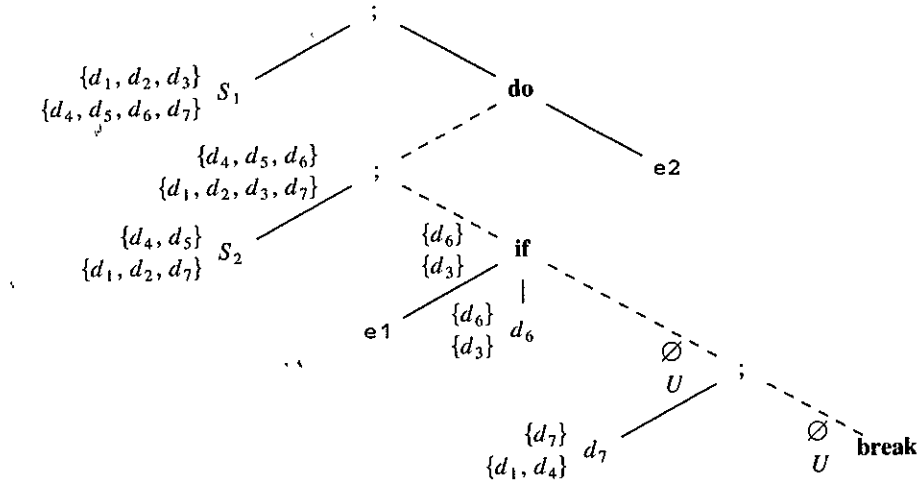 ;
{d₁, d₂, d₃}
{d₄, d₅, d₆, d₇} S₁
do
{d₄, d₅, d₆}
{d₁, d₂, d₃, d₇} ;
e2
{d₄, d₅}
{d₁, d₂, d₇} S₂
{d₆}
{d₃} if
e1
{d₆}
{d₃} d₆
∅
U ;
{d₇}
{d₁, d₄} d₇
∅
U break